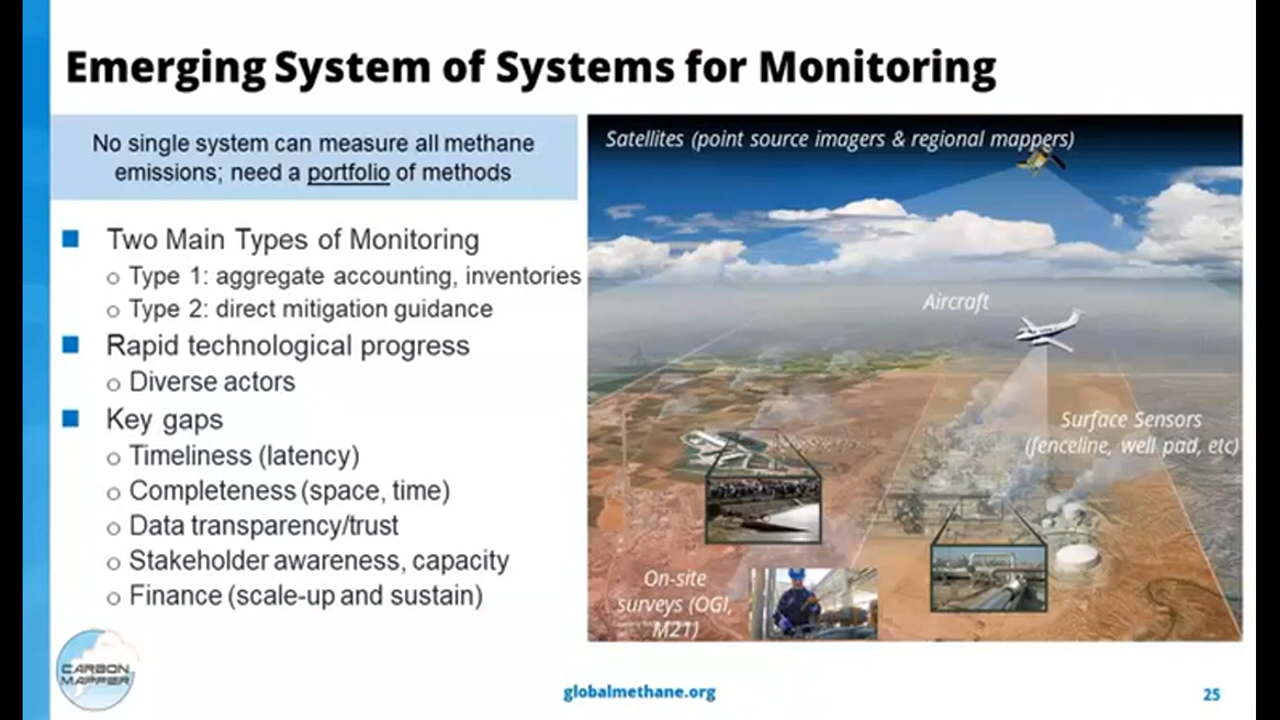 Emerging System of Systems for Monitoring
No single system can measure all methane
emissions; need a portfolio of methods
Two Main Types of Monitoring
Type 1: aggregate accounting, inventories
Type 2: direct mitigation guidance
Rapid technological progress
Diverse actors
Key gaps
Timeliness (latency)
Completeness (space, time)
Data transparency/trust
Stakeholder awareness, capacity
Finance (scale-up and sustain)
Satellites (point source imagers & regional mappers)
Aircraft
Surface Sensors
(fenceline, well pad, etc)
On-site
surveys (OGI,
M21)
CARBON
MAPPER
globalmethane.org
25